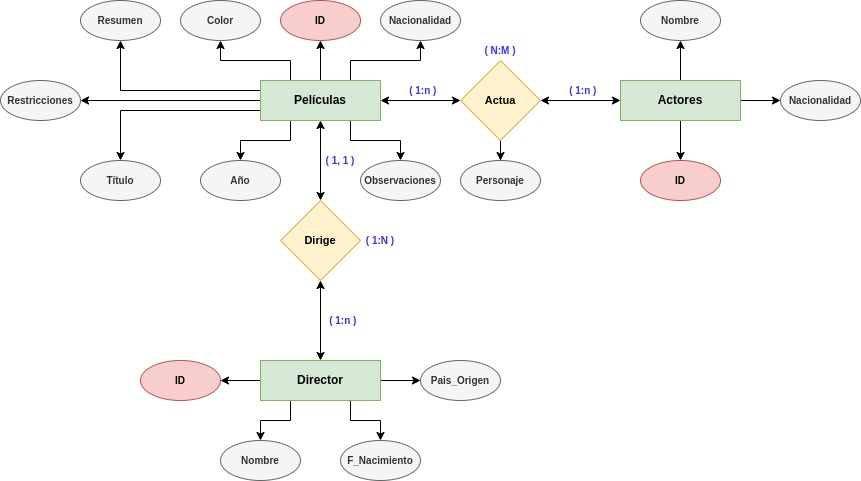 Resumen
Color
ID
Nacionalidad
Nombre
( N:M )
Restricciones
Películas
( 1:n )
Actua
( 1:n )
Actores
Nacionalidad
( 1, 1 )
Título
Año
Observaciones
Personaje
ID
Dirige
( 1:N )
( 1:n )
ID
Director
Pais_Origen
Nombre
F_Nacimiento